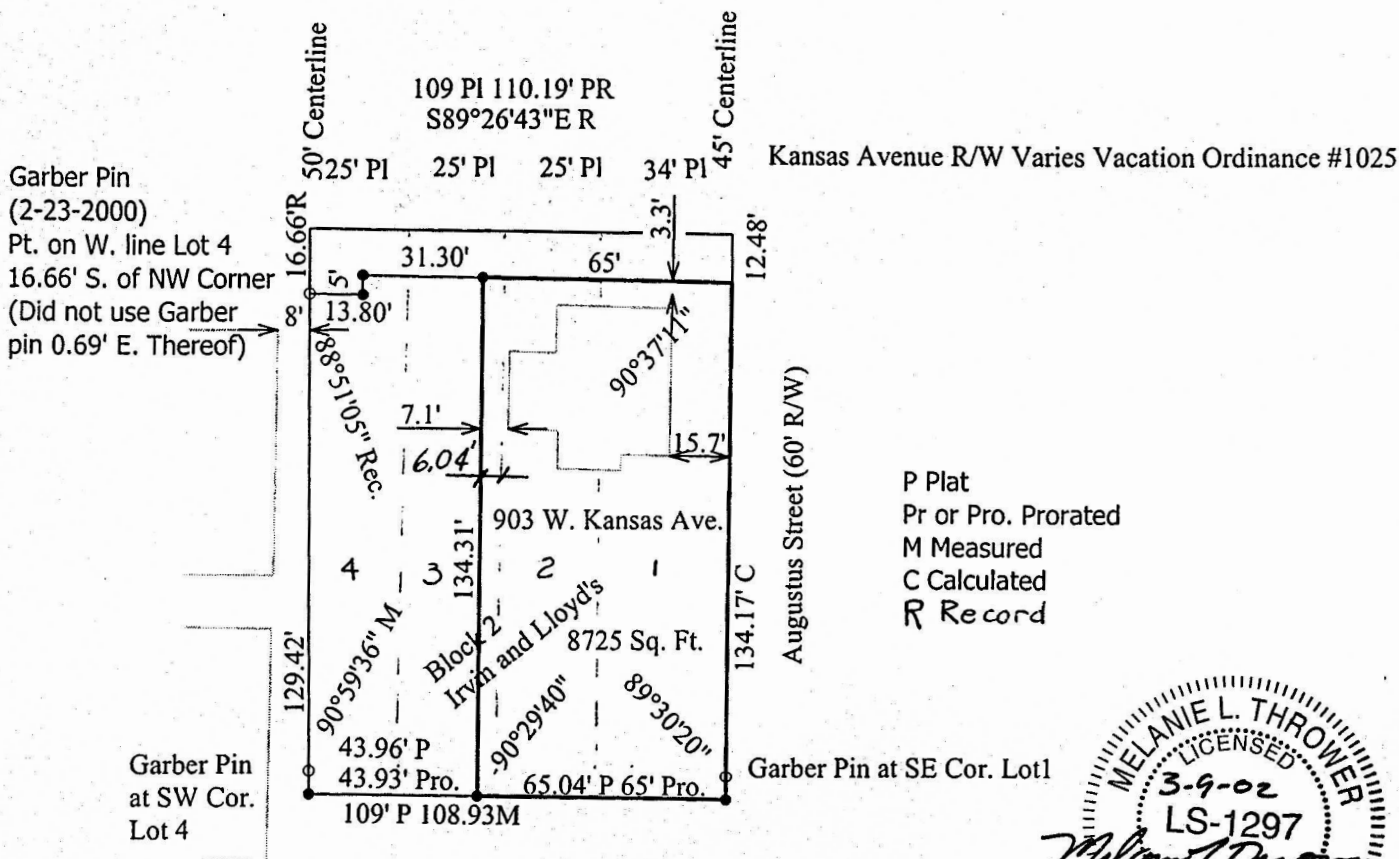 50' Centerline
109 Pl 110.19' PR
S89°26'43"E R
45' Centerline
25' Pl 25' Pl 25' Pl 34' Pl
Kansas Avenue R/W Varies Vacation Ordinance #1025
Garber Pin
(2-23-2000)
Pt. on W. line Lot 4
16.66' S. of NW Corner
(Did not use Garber
pin 0.69' E. Thereof)
16.66'R
3.3'
12.48'
31.30'
65'
5'
8'
13.80'
88°51'05" Rec.
90°37'11"
7.1'
6.04'
15.7'
Augustus Street (60' R/W)
903 W. Kansas Ave.
4 3 2 1
134.31'
134.17' C
Block 2
Irvin and Lloyd's
8725 Sq. Ft.
129.42'
90°59'36" M
90°29'40"
89°30'20"
P Plat
Pr or Pro. Prorated
M Measured
C Calculated
R Record
43.96' P
43.93' Pro.
65.04' P 65' Pro.
109' P 108.93M
Garber Pin
at SW Cor.
Lot 4
Garber Pin at SE Cor. Lot1
MELANIE L. THROWER
LICENSED
3-9-02
LS-1297